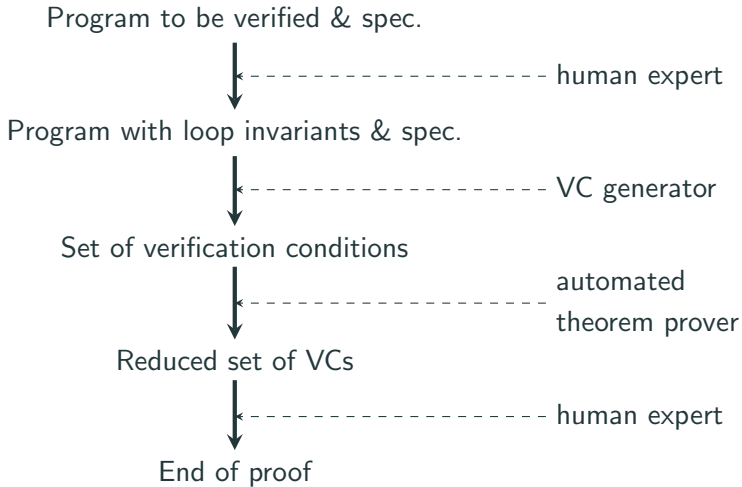 Program to be verified & spec.
human expert
Program with loop invariants & spec.
VC generator
Set of verification conditions
automated
theorem prover
Reduced set of VCs
human expert
End of proof